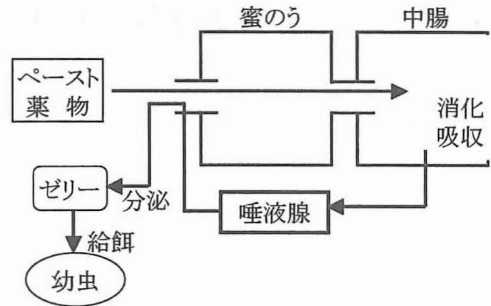 蜜のう
中腸
ペースト
薬物
消化
吸収
ゼリー
分泌
唾液腺
給餌
幼虫